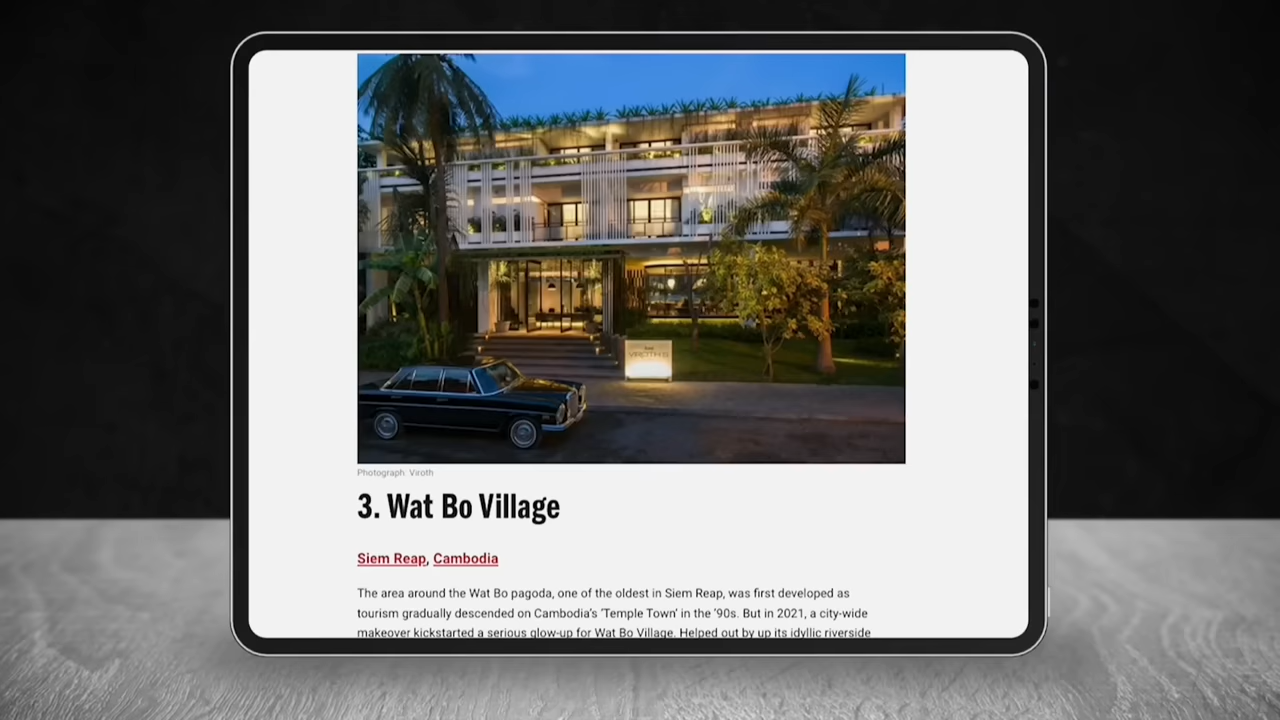 VIROTH'S
Photograph: Viroth
3. Wat Bo Village
Siem Reap, Cambodia
The area around the Wat Bo pagoda, one of the oldest in Siem Reap, was first developed as
tourism gradually descended on Cambodia's 'Temple Town' in the '90s. But in 2021, a city-wide
makeover kickstarted a serious glow-up for Wat Bo Village. Helped out by up its idyllic riverside